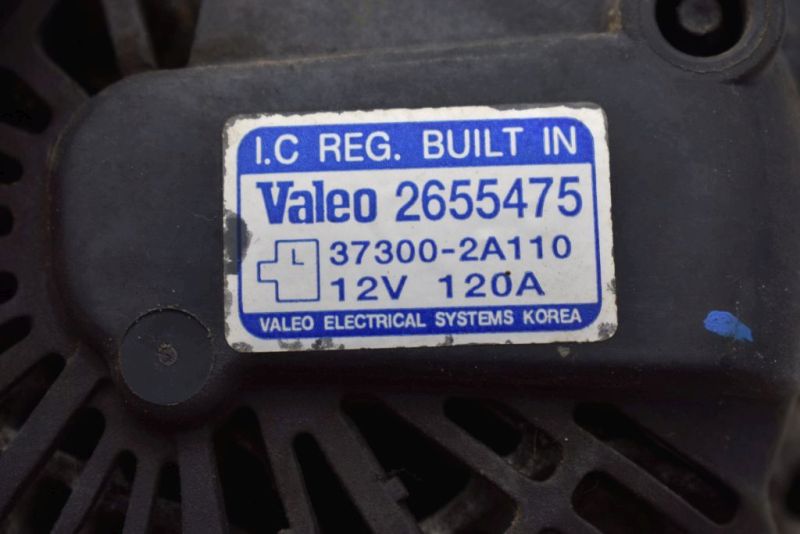 I.C REG. BUILT IN
Valeo 2655475
L 37300-2A110
12V 120A
VALEO ELECTRICAL SYSTEMS KOREA